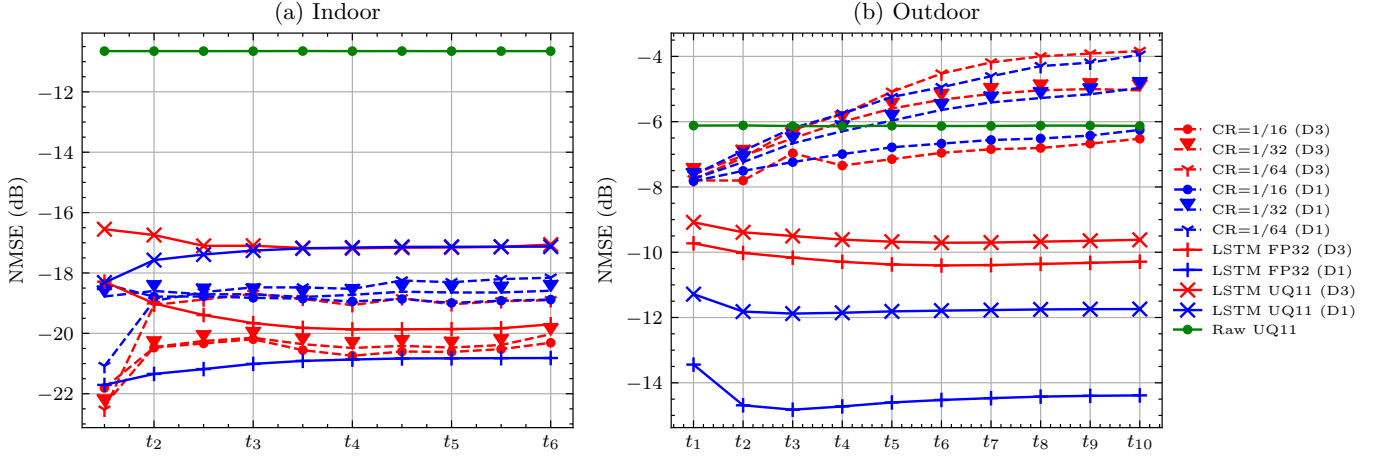 (a) Indoor
(b) Outdoor
NMSE (dB)
−12
−14
−16
−18
−20
−22
t2
t3
t4
t5
t6
NMSE (dB)
−4
−6
−8
−10
−12
−14
t1
t2
t3
t4
t5
t6
t7
t8
t9
t10
CR=1/16 (D3)
CR=1/32 (D3)
CR=1/64 (D3)
CR=1/16 (D1)
CR=1/32 (D1)
CR=1/64 (D1)
LSTM FP32 (D3)
LSTM FP32 (D1)
LSTM UQ11 (D3)
LSTM UQ11 (D1)
Raw UQ11